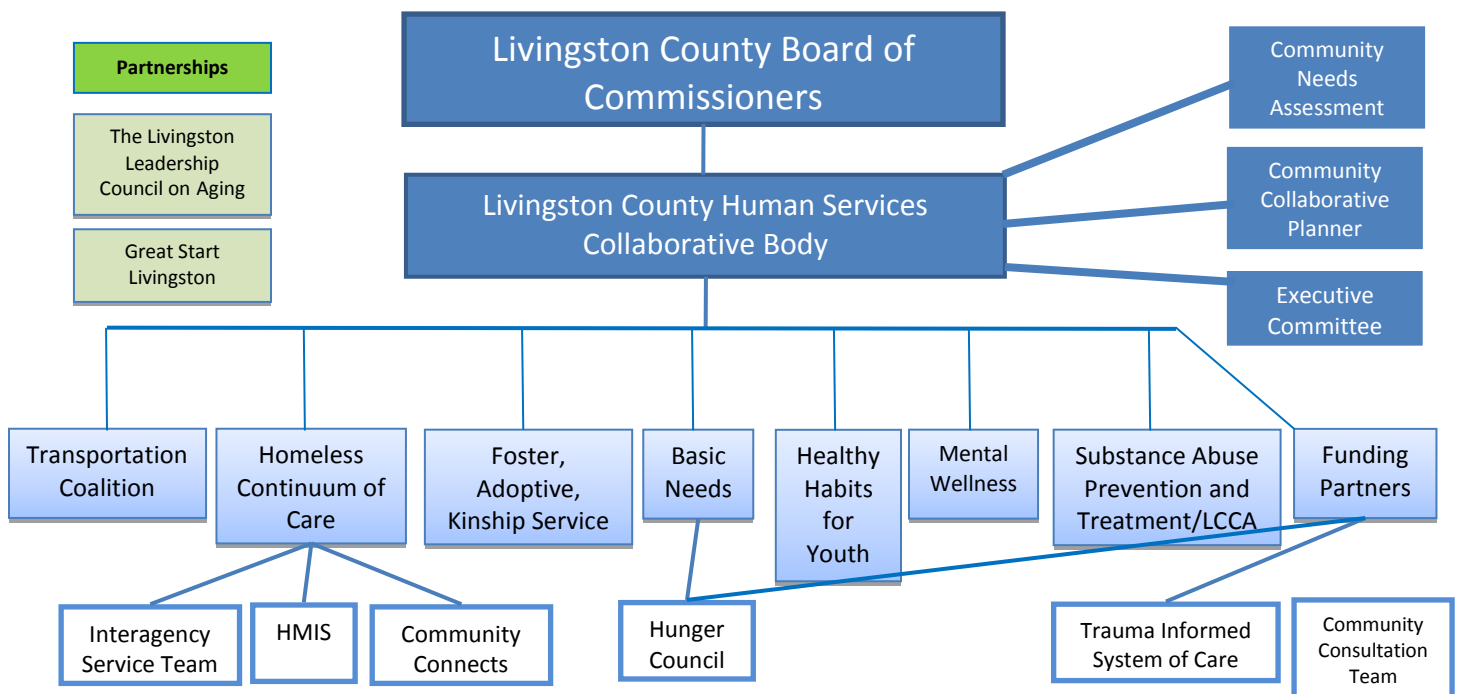 Partnerships
The Livingston
Leadership
Council on Aging
Great Start
Livingston
Livingston County Board of
Commissioners
Livingston County Human Services
Collaborative Body
Community
Needs
Assessment
Community
Collaborative
Planner
Executive
Committee
Transportation
Coalition
Homeless
Continuum of
Care
Foster,
Adoptive,
Kinship Service
Basic
Needs
Healthy
Habits
for
Youth
Mental
Wellness
Substance Abuse
Prevention and
Treatment/LCCA
Funding
Partners
Interagency
Service Team
HMIS
Community
Connects
Hunger
Council
Trauma Informed
System of Care
Community
Consultation
Team